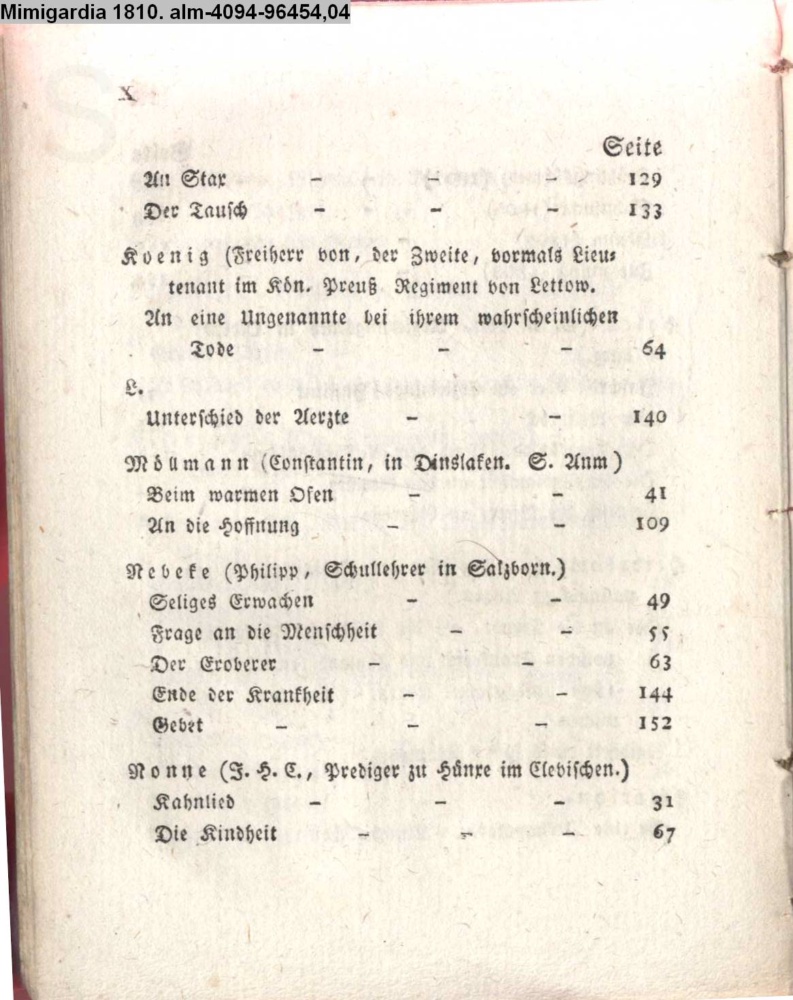 Mimigardia 1810. alm-4094-96454,04
X
Seite
An Stax - - - 129
Der Tausch - - - 133
Koenig (Freiherr von, der Zweite, vormals Lieu-
tenant im Kön. Preuß Regiment von Lettow.
An eine Ungenannte bei ihrem wahrscheinlichen
Tode - - - 64
L.
Unterschied der Aerzte - - 140
Möllmann (Constantin, in Dinslaken. S. Anm)
Beim warmen Ofen - - 41
An die Hoffnung - - 109
Nebeke (Philipp, Schullehrer in Salzborn.)
Seliges Erwachen - - 49
Frage an die Menschheit - - 55
Der Eroberer - - 63
Ende der Krankheit - - 144
Gebet - - - 152
Nonne (J. H. C., Prediger zu Hünxe im Clevischen.)
Kahnlied - - - 31
Die Kindheit - - - 67